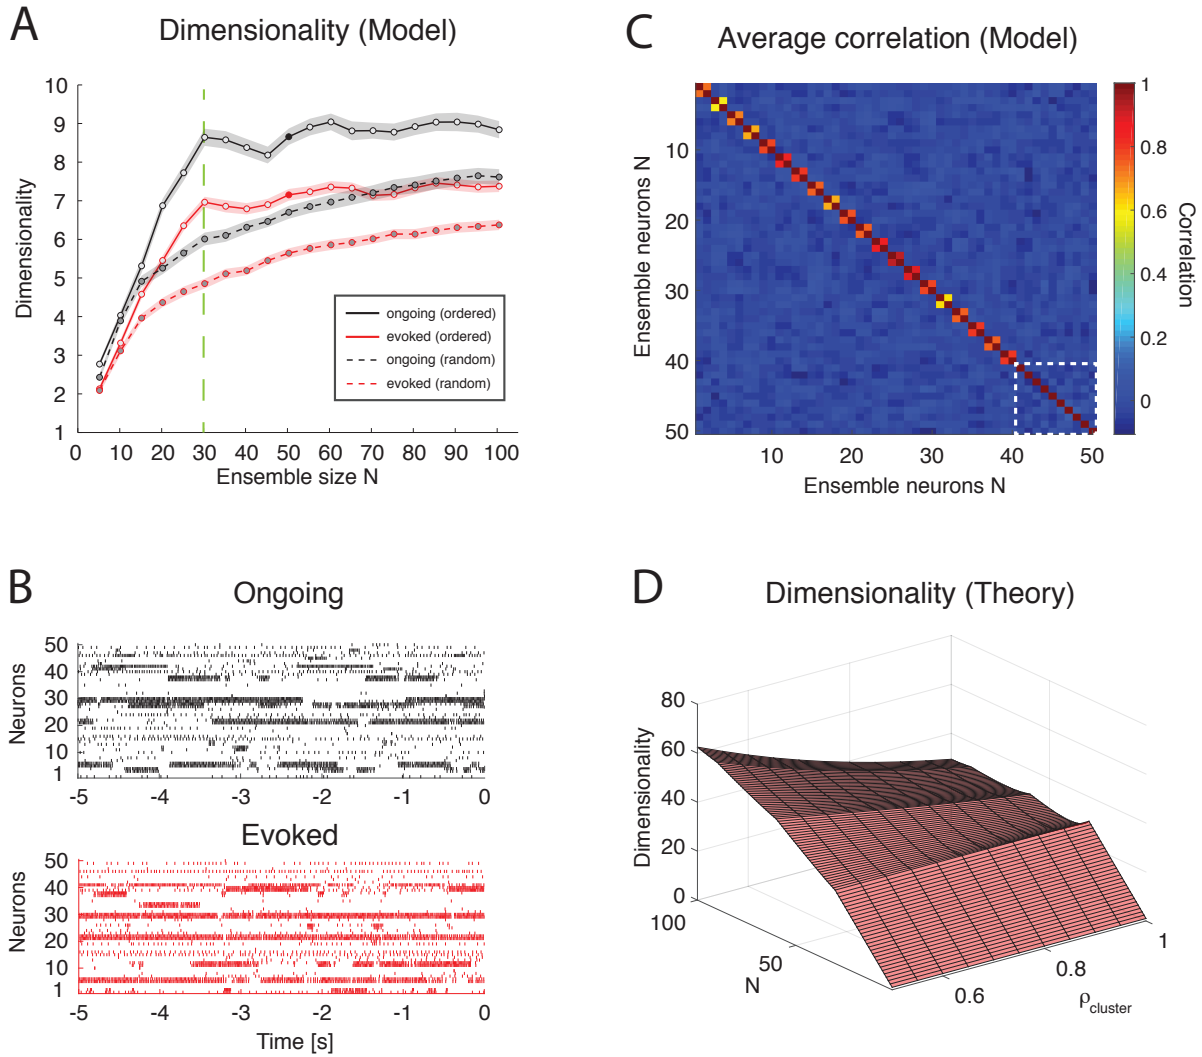 A
Dimensionality (Model)
10
9
8
7
6
5
4
3
2
1
Dimensionality
0 10 20 30 40 50 60 70 80 90 100
Ensemble size N
ongoing (ordered)
evoked (ordered)
ongoing (random)
evoked (random)
C
Average correlation (Model)
10
20
30
40
50
Ensemble neurons N
10 20 30 40 50
Ensemble neurons N
1
0.8
0.6
0.4
0.2
0
Correlation
B
Ongoing
50
40
30
20
10
1
Neurons
-5 -4 -3 -2 -1 0
Evoked
50
40
30
20
10
1
Neurons
-5 -4 -3 -2 -1 0
Time [s]
D
Dimensionality (Theory)
80
60
40
20
0
Dimensionality
100
50
N
0.6
0.8
1
ρcluster